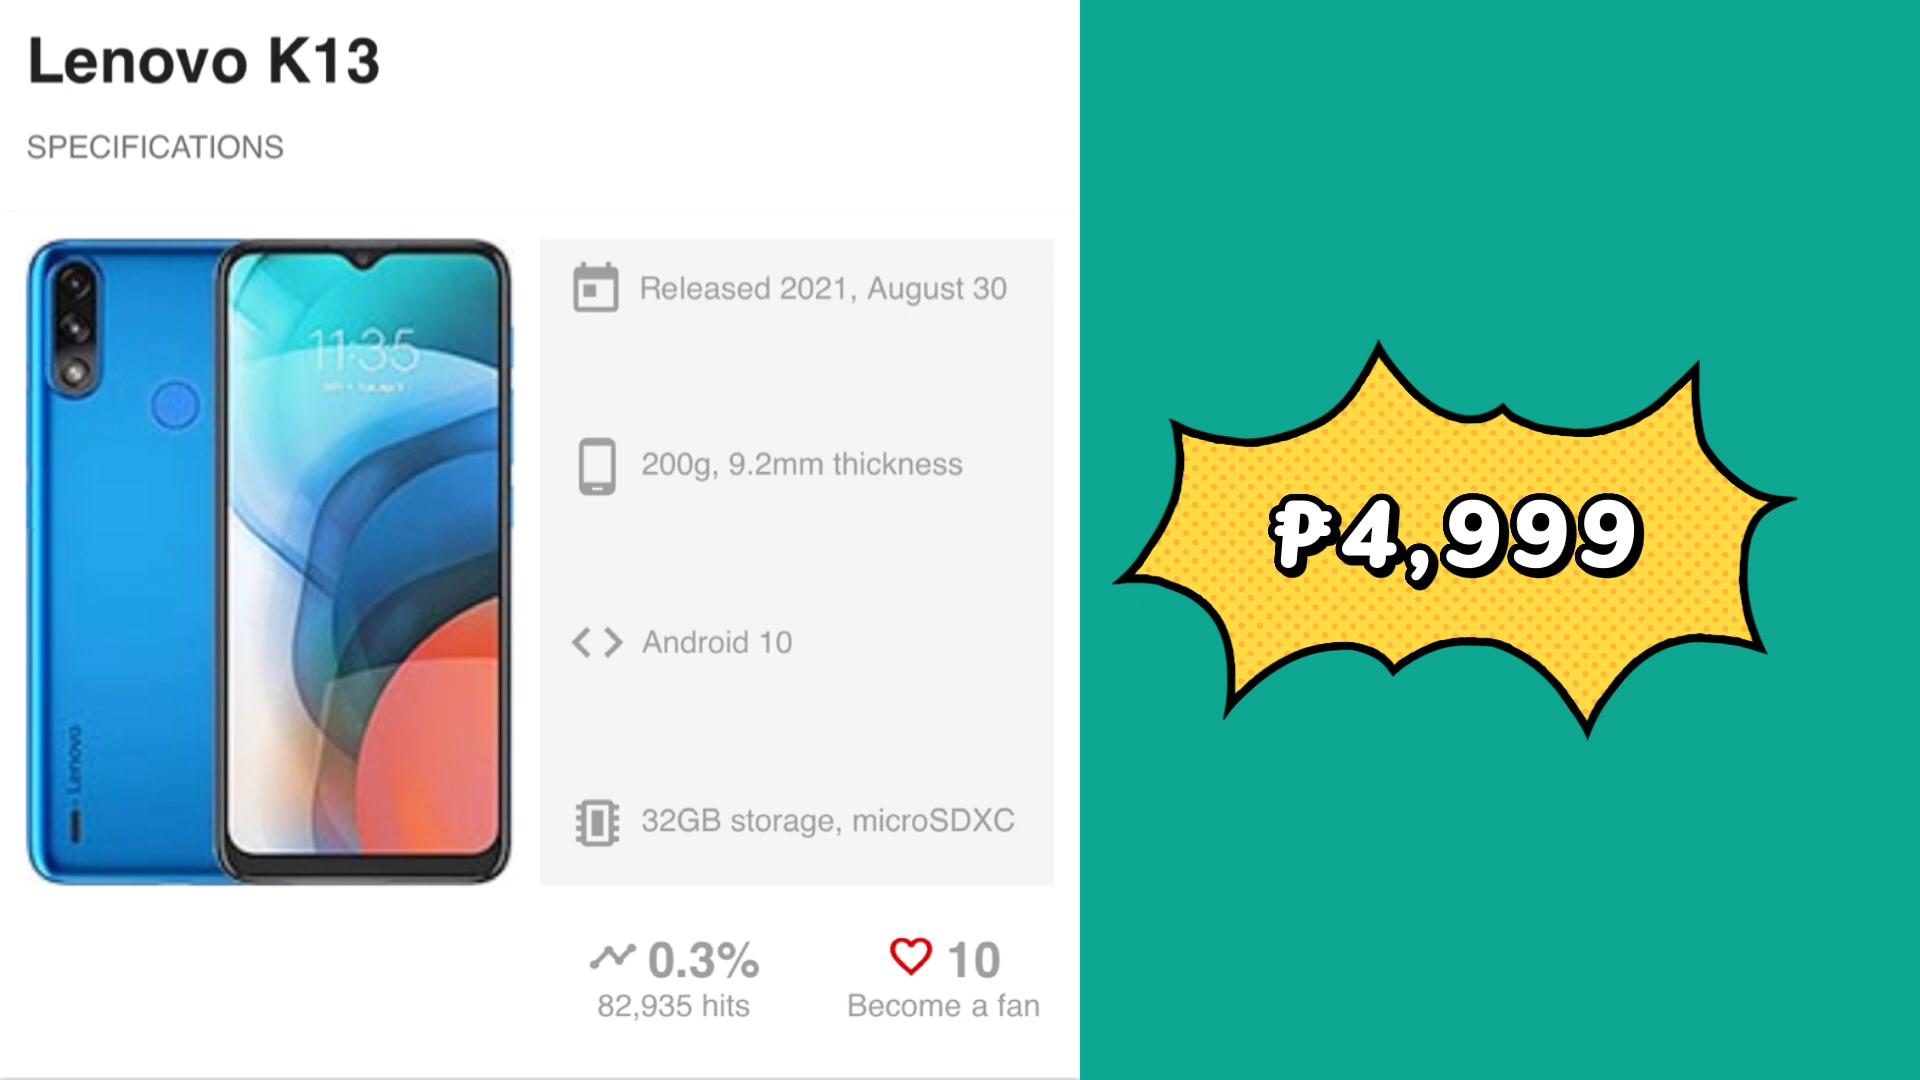 Lenovo K13
SPECIFICATIONS
11:35
Lenovo
Released 2021, August 30
200g, 9.2mm thickness
Android 10
32GB storage, microSDXC
0.3%
82,935 hits
10
Become a fan
₱4,999